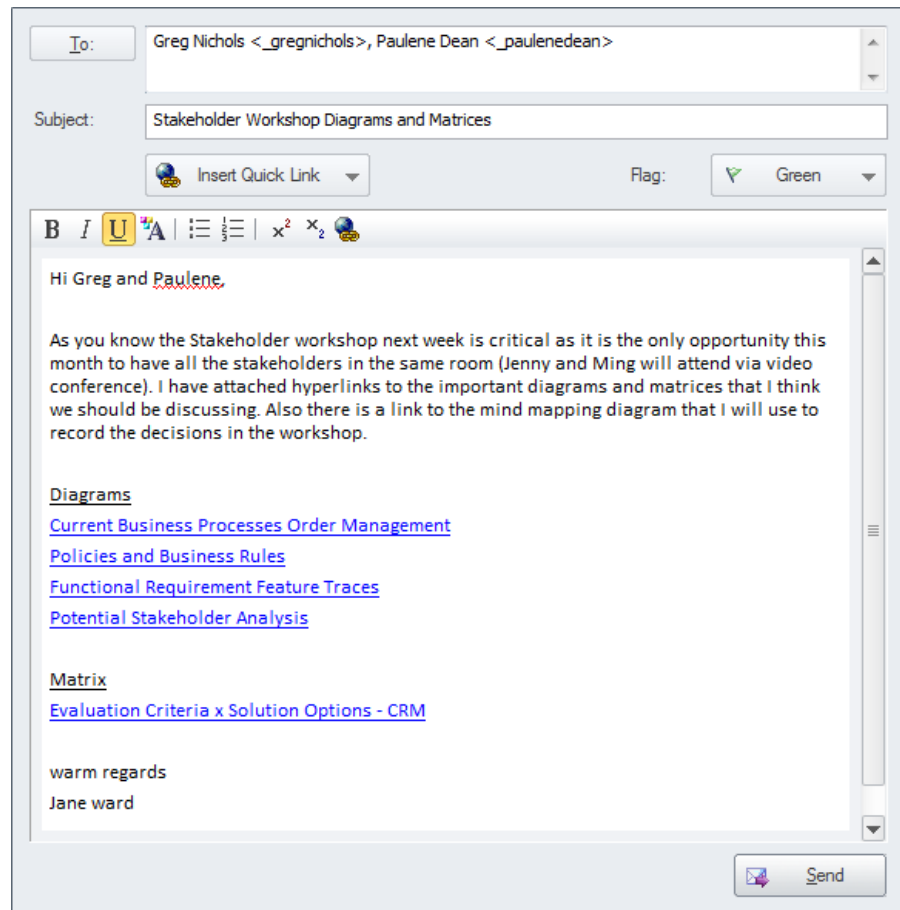 To: Greg Nichols <_gregnichols>, Paulene Dean <_paulenedean>
Subject: Stakeholder Workshop Diagrams and Matrices
Insert Quick Link Flag: Green
B I U A x² x₂
Hi Greg and Paulene,
As you know the Stakeholder workshop next week is critical as it is the only opportunity this
month to have all the stakeholders in the same room (Jenny and Ming will attend via video
conference). I have attached hyperlinks to the important diagrams and matrices that I think
we should be discussing. Also there is a link to the mind mapping diagram that I will use to
record the decisions in the workshop.
Diagrams
Current Business Processes Order Management
Policies and Business Rules
Functional Requirement Feature Traces
Potential Stakeholder Analysis
Matrix
Evaluation Criteria x Solution Options - CRM
warm regards
Jane ward
Send